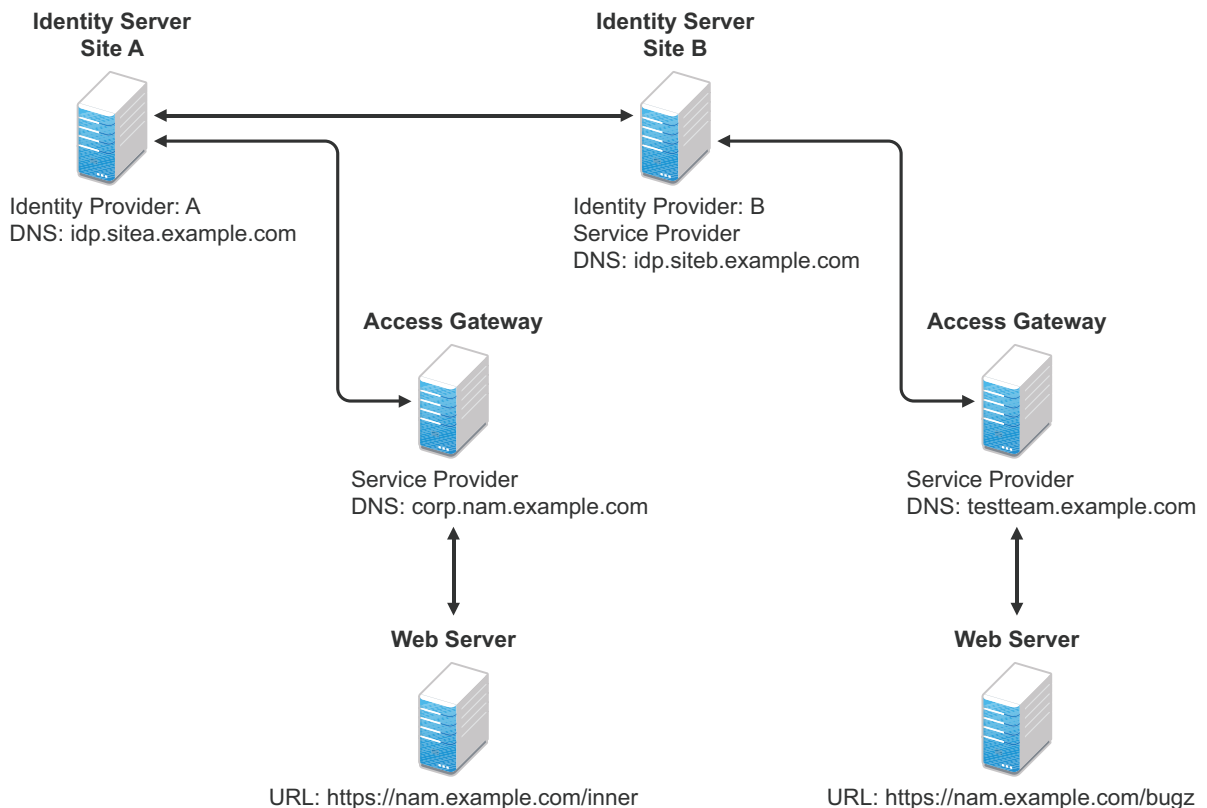 Identity Server
Site A
Identity Server
Site B
Identity Provider: A
DNS: idp.sitea.example.com
Identity Provider: B
Service Provider
DNS: idp.siteb.example.com
Access Gateway
Access Gateway
Service Provider
DNS: corp.nam.example.com
Service Provider
DNS: testteam.example.com
Web Server
Web Server
URL: https://nam.example.com/inner
URL: https://nam.example.com/bugz